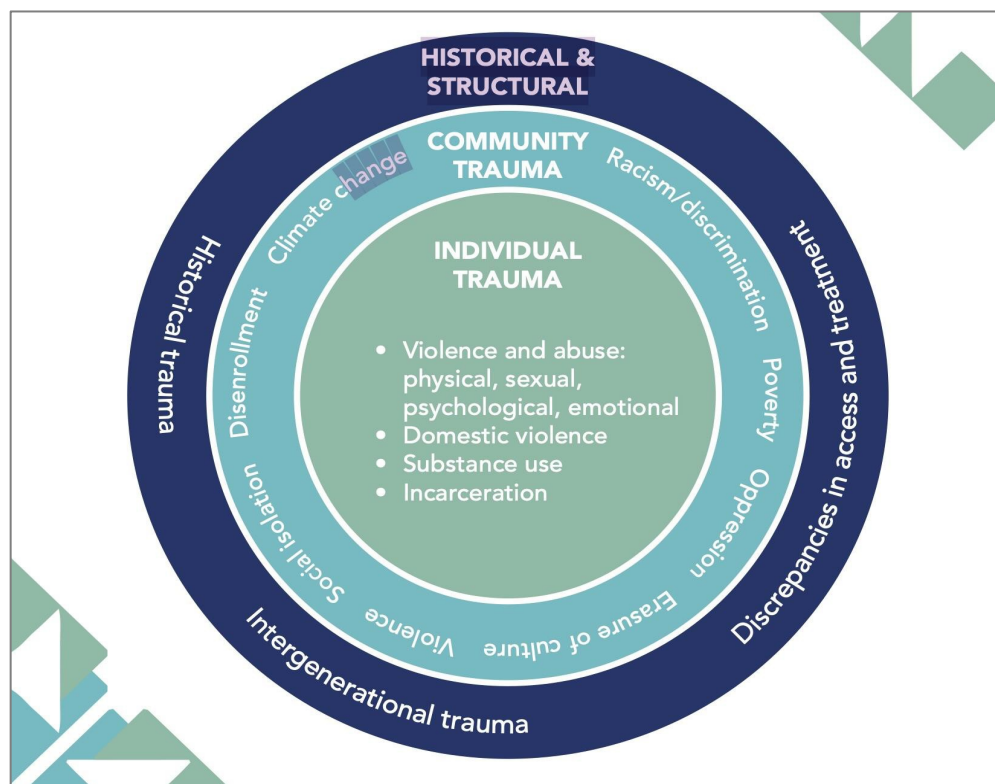 HISTORICAL &
STRUCTURAL
COMMUNITY
TRAUMA
INDIVIDUAL
TRAUMA
• Violence and abuse:
physical, sexual,
psychological, emotional
• Domestic violence
• Substance use
• Incarceration
Racism/discrimination
Poverty
Oppression
Erasure of culture
Violence
Social isolation
Disenrollment
Climate change
Discrepancies in access and treatment
Intergenerational trauma
Historical trauma